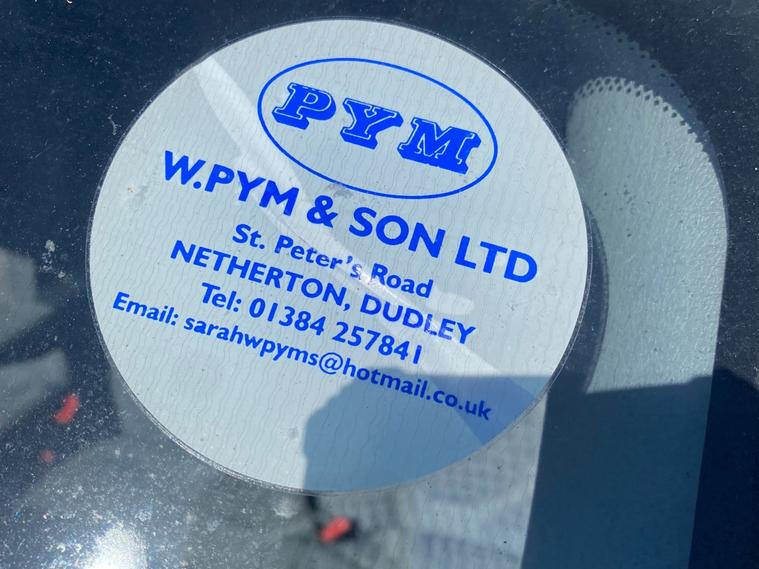 PYM
W.PYM & SON LTD
St. Peter's Road
NETHERTON, DUDLEY
Tel: 01384 257841
Email: sarahwpyms@hotmail.co.uk